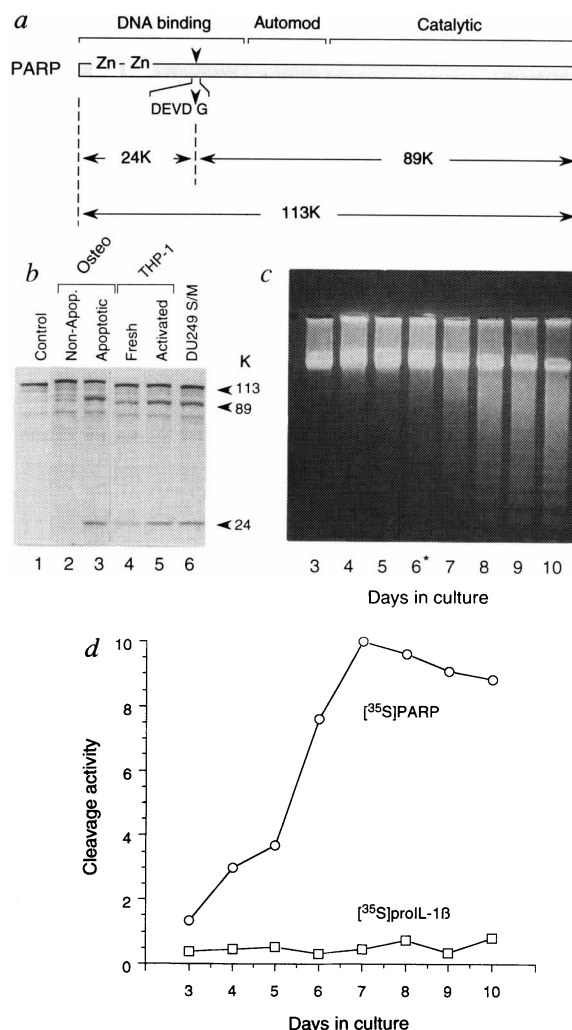 a
DNA binding Automod Catalytic
PARP Zn - Zn
DEVD G
24K 89K
113K
b
Osteo THP-1
Control Non-Apop. Apoptotic Fresh Activated DU249 S/M
K
113
89
24
1 2 3 4 5 6
c
3 4 5 6* 7 8 9 10
Days in culture
d
Cleavage activity
10
8
6
4
2
0
[³⁵S]PARP
[³⁵S]proIL-1ß
3 4 5 6 7 8 9 10
Days in culture